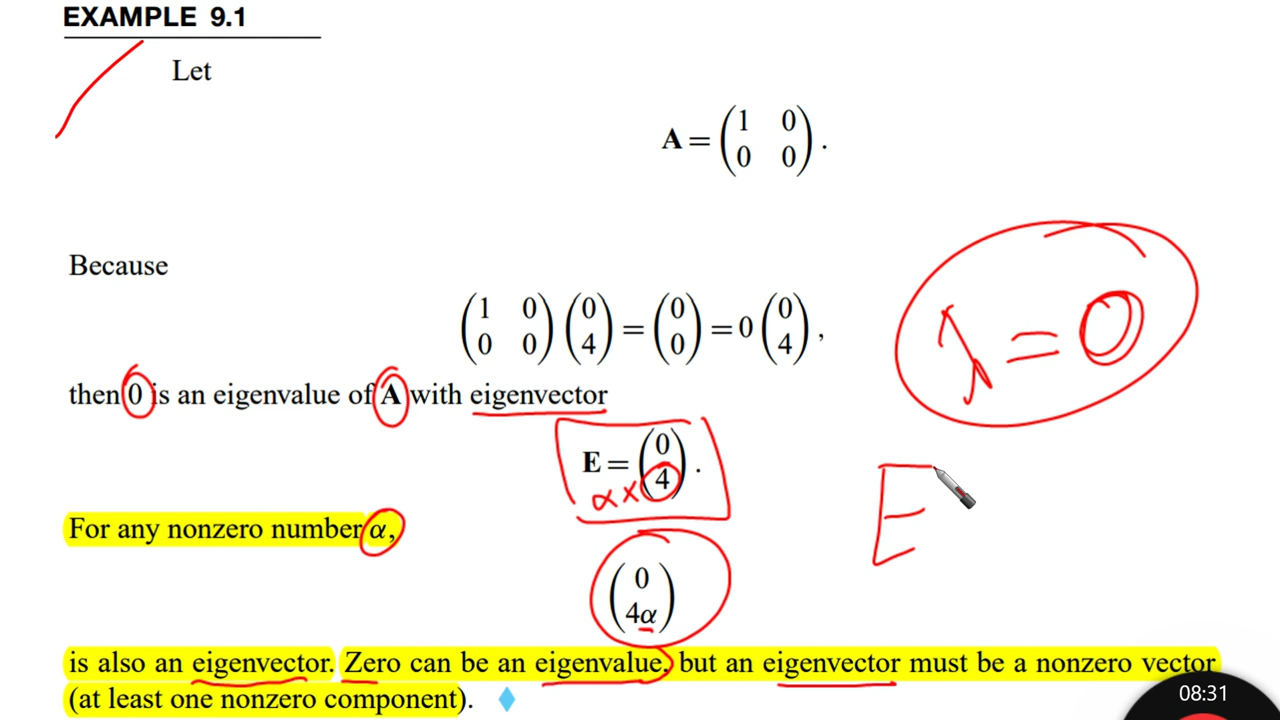 EXAMPLE 9.1
Let
A = (1 0
0 0).
Because
(1 0
0 0) (0
4) = (0
0) = 0 (0
4),
λ = 0
then 0 is an eigenvalue of A with eigenvector
E = (0
4).
α ×
E
For any nonzero number α,
(0
4α)
is also an eigenvector. Zero can be an eigenvalue, but an eigenvector must be a nonzero vector
(at least one nonzero component).
08:31